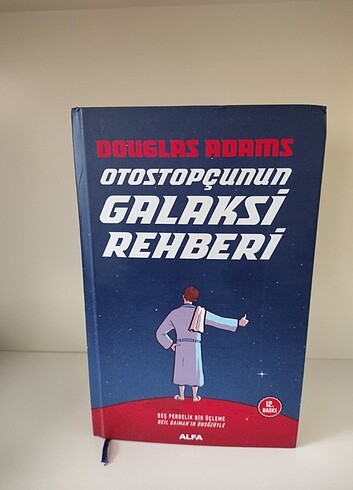 DOUGLAS ADAMS
OTOSTOPÇUNUN
GALAKSİ
REHBERİ
12.
BASKI
BEŞ PERDELİK BİR ÜÇLEME
NEIL GAIMAN'IN ÖNSÖZÜYLE
ALFA